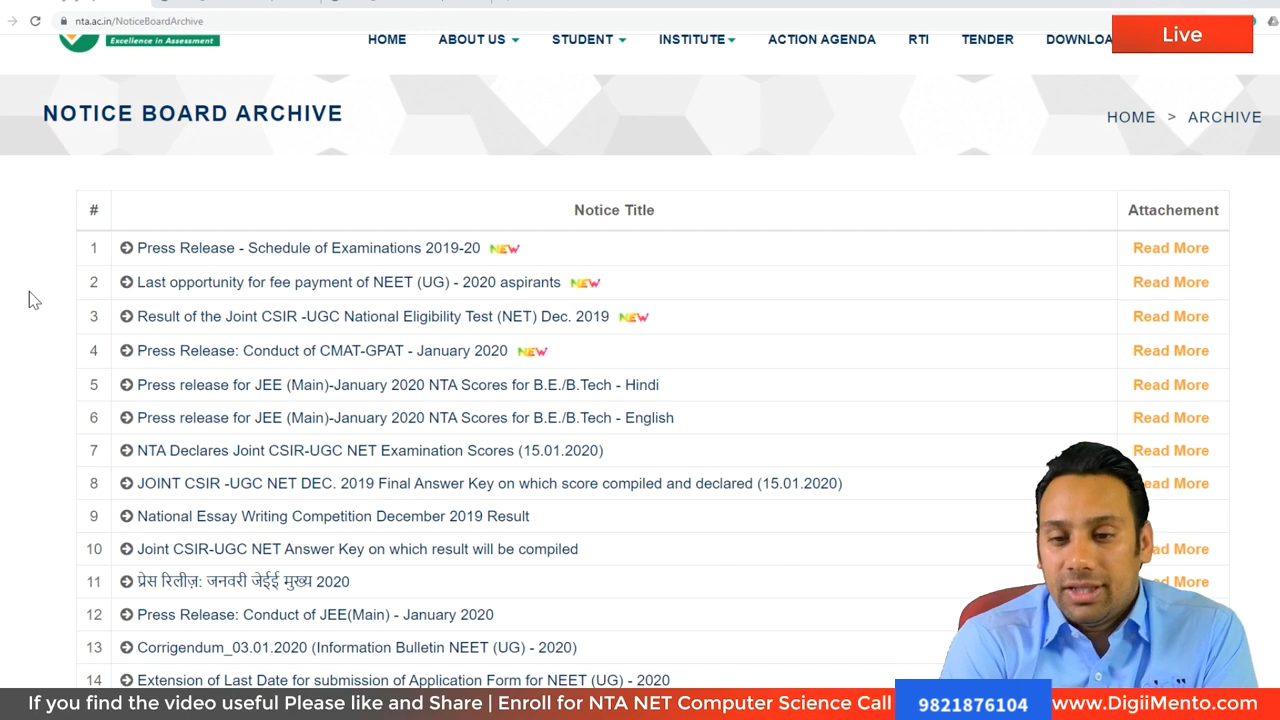 nta.ac.in/NoticeBoardArchive
Live
Excellence in Assessment
HOME ABOUT US STUDENT INSTITUTE ACTION AGENDA RTI TENDER
NOTICE BOARD ARCHIVE
HOME > ARCHIVE
# Notice Title Attachement
1 Press Release - Schedule of Examinations 2019-20 NEW Read More
2 Last opportunity for fee payment of NEET (UG) - 2020 aspirants NEW Read More
3 Result of the Joint CSIR -UGC National Eligibility Test (NET) Dec. 2019 NEW Read More
4 Press Release: Conduct of CMAT-GPAT - January 2020 NEW Read More
5 Press release for JEE (Main)-January 2020 NTA Scores for B.E./B.Tech - Hindi Read More
6 Press release for JEE (Main)-January 2020 NTA Scores for B.E./B.Tech - English Read More
7 NTA Declares Joint CSIR-UGC NET Examination Scores (15.01.2020) Read More
8 JOINT CSIR -UGC NET DEC. 2019 Final Answer Key on which score compiled and declared (15.01.2020) More
9 National Essay Writing Competition December 2019 Result
10 Joint CSIR-UGC NET Answer Key on which result will be compiled More
11 प्रेस रिलीज़: जनवरी जेईई मुख्य 2020 More
12 Press Release: Conduct of JEE(Main) - January 2020
13 Corrigendum_03.01.2020 (Information Bulletin NEET (UG) - 2020)
14 Extension of Last Date for submission of Application Form for NEET (UG) - 2020
If you find the video useful Please like and Share | Enroll for NTA NET Computer Science Call 9821876104 www.DigiiMento.com